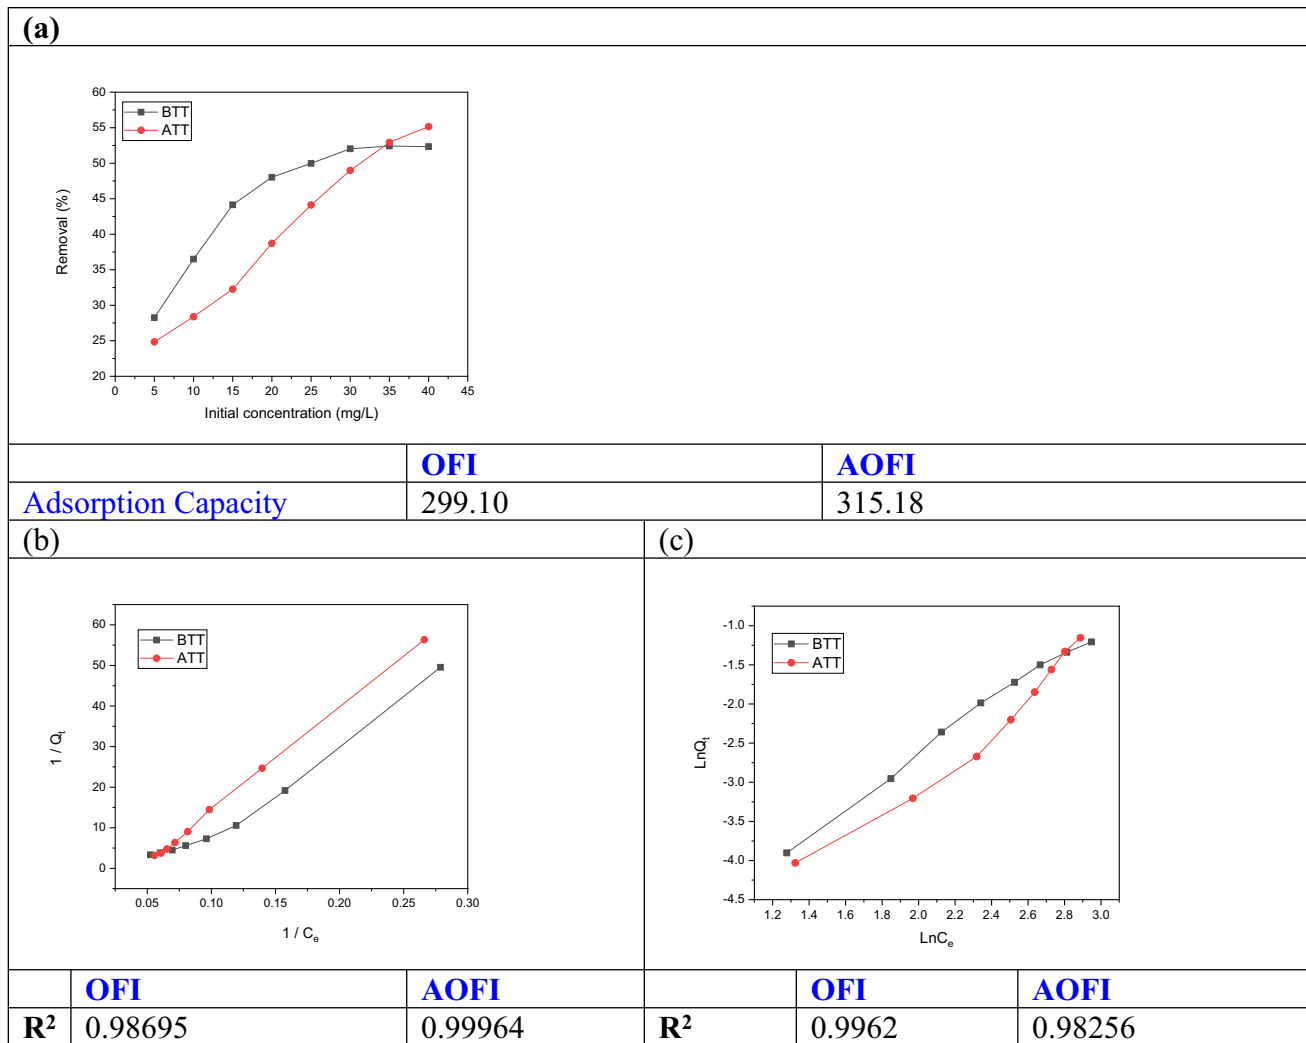 (a)
60
55
50
45
40
35
30
25
20
Removal (%)
BTT
ATT
0 5 10 15 20 25 30 35 40 45
Initial concentration (mg/L)
OFI AOFI
Adsorption Capacity 299.10 315.18
(b) (c)
60
50
40
30
20
10
0
1 / Qt
BTT
ATT
0.05 0.10 0.15 0.20 0.25 0.30
1 / Ce
-1.0
-1.5
-2.0
-2.5
-3.0
-3.5
-4.0
-4.5
LnQt
BTT
ATT
1.2 1.4 1.6 1.8 2.0 2.2 2.4 2.6 2.8 3.0
LnCe
OFI AOFI OFI AOFI
R² 0.98695 0.99964 R² 0.9962 0.98256